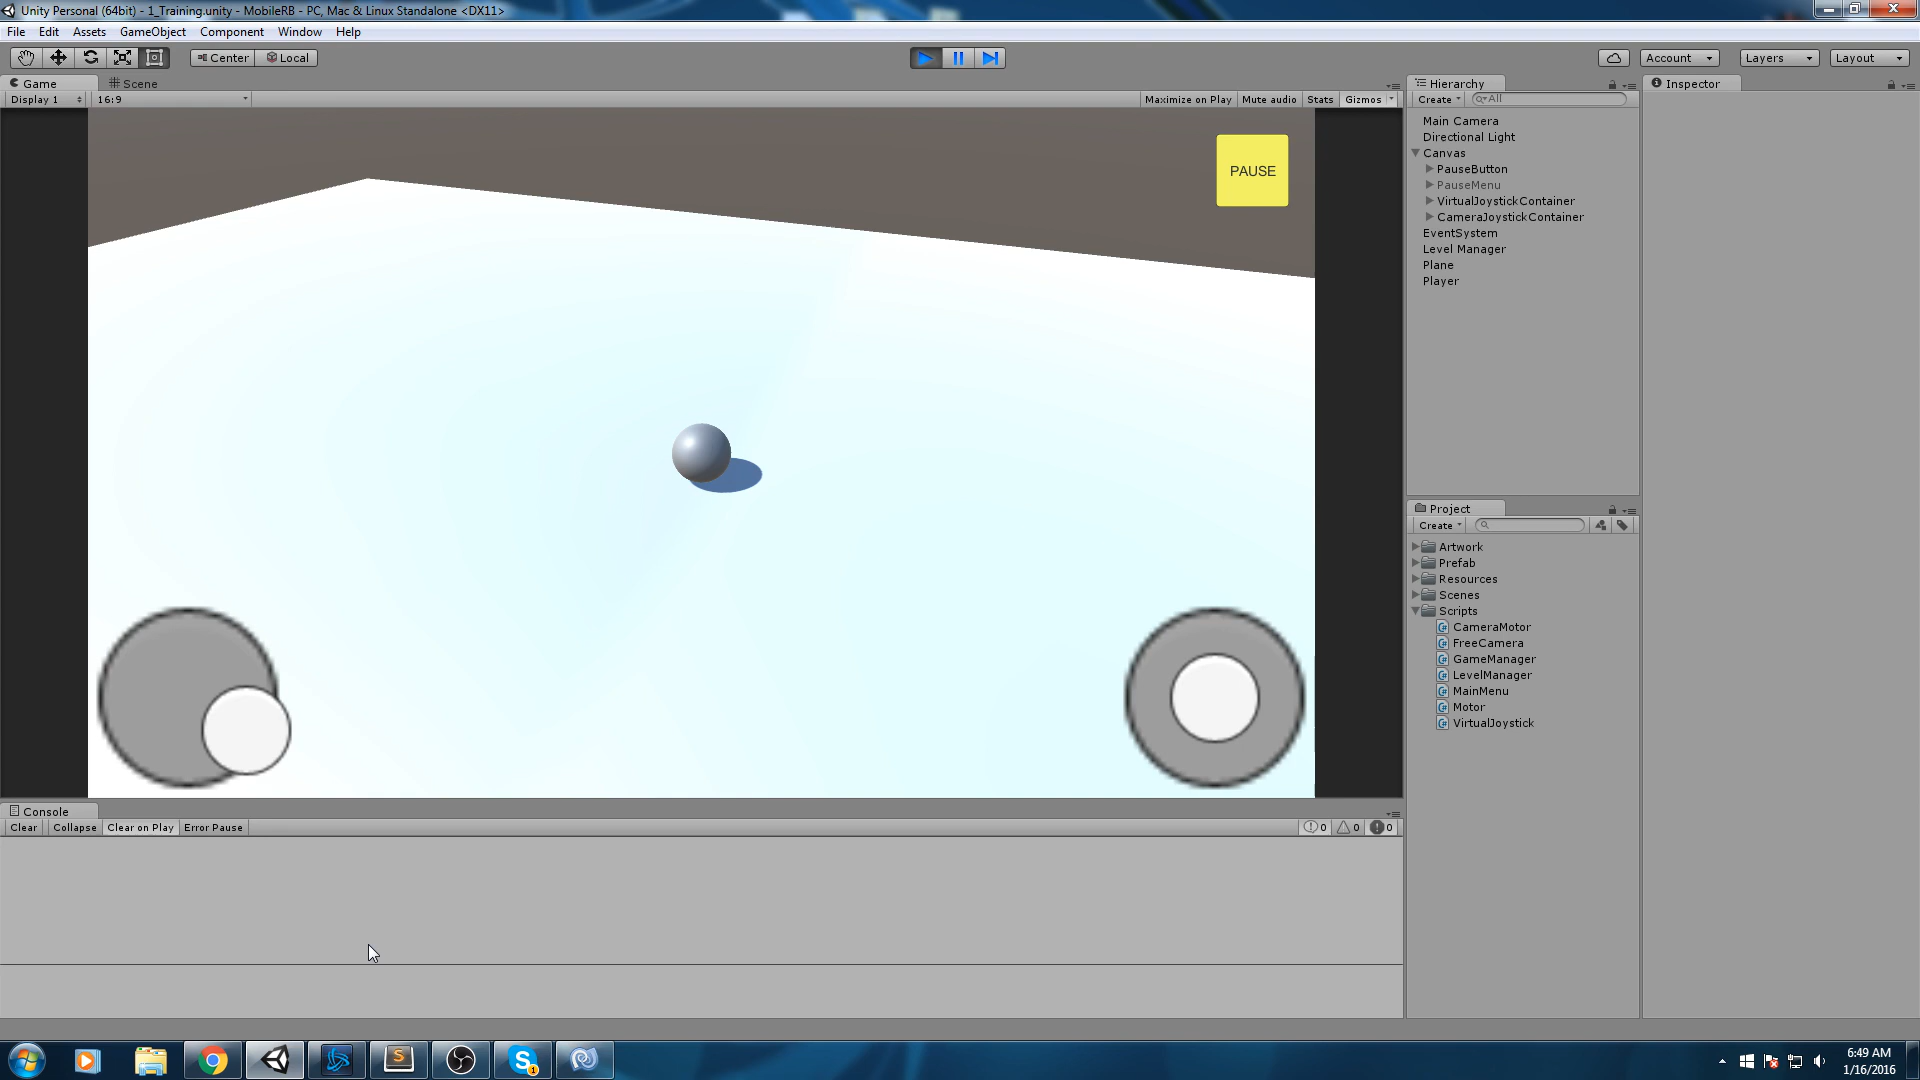 Unity Personal (64bit) - 1_Training.unity - MobileRB - PC, Mac & Linux Standalone <DX11>
File Edit Assets GameObject Component Window Help
Center Local
Account Layers Layout
Game Scene
Display 1 16:9 Maximize on Play Mute audio Stats Gizmos
PAUSE
Hierarchy
Create All
Main Camera
Directional Light
Canvas
PauseButton
PauseMenu
VirtualJoystickContainer
CameraJoystickContainer
EventSystem
Level Manager
Plane
Player
Inspector
Project
Create
Artwork
Prefab
Resources
Scenes
Scripts
CameraMotor
FreeCamera
GameManager
LevelManager
MainMenu
Motor
VirtualJoystick
Console
Clear Collapse Clear on Play Error Pause 0 0 0
S
S
1
6:49 AM
1/16/2016